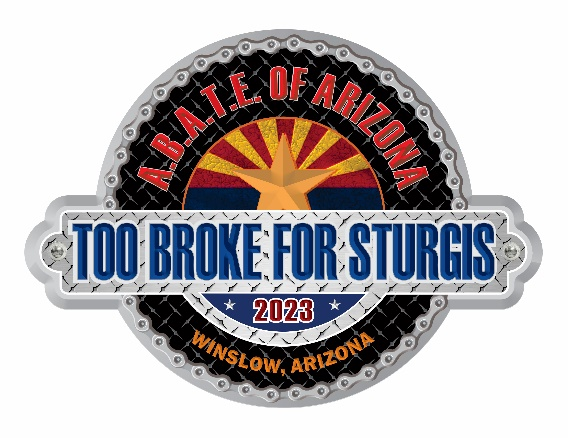 A.B.A.T.E. OF ARIZONA
TOO BROKE FOR STURGIS
2023
WINSLOW, ARIZONA